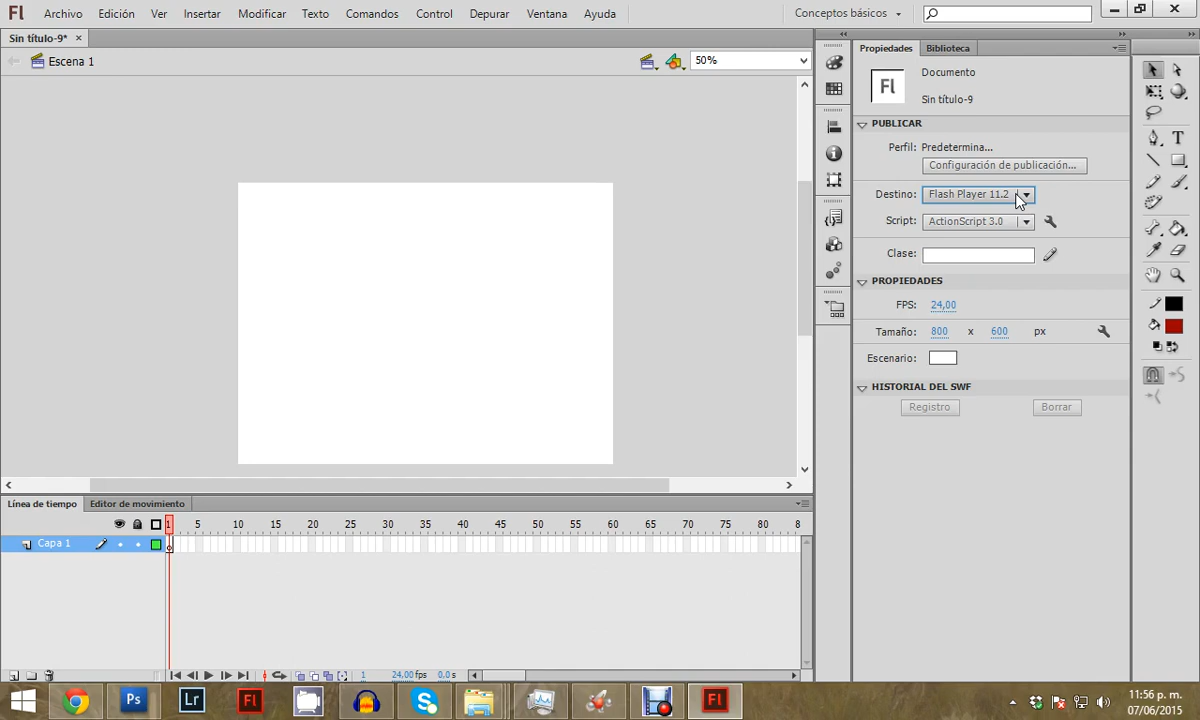 Fl Archivo Edición Ver Insertar Modificar Texto Comandos Control Depurar Ventana Ayuda Conceptos básicos
Sin título-9* ×
Escena 1
50%
Propiedades Biblioteca
Fl
Documento
Sin título-9
PUBLICAR
Perfil: Predetermina...
Configuración de publicación...
Destino: Flash Player 11.2
Script: ActionScript 3.0
Clase:
PROPIEDADES
FPS: 24,00
Tamaño: 800 x 600 px
Escenario:
HISTORIAL DEL SWF
Registro Borrar
Línea de tiempo Editor de movimiento
1 5 10 15 20 25 30 35 40 45 50 55 60 65 70 75 80 8
Capa 1
1 24,00 fps 0,0 s
Ps Lr Fl Fl
11:56 p. m.
07/06/2015